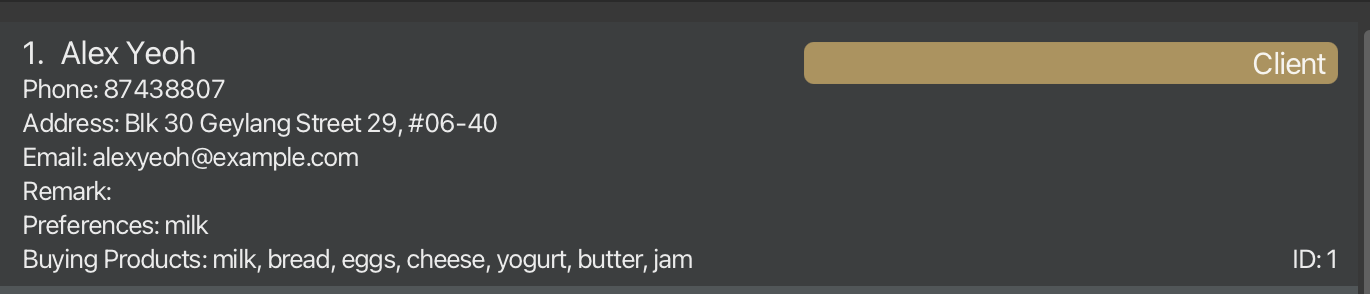 1. Alex Yeoh
Client
Phone: 87438807
Address: Blk 30 Geylang Street 29, #06-40
Email: alexyeoh@example.com
Remark:
Preferences: milk
Buying Products: milk, bread, eggs, cheese, yogurt, butter, jam
ID: 1